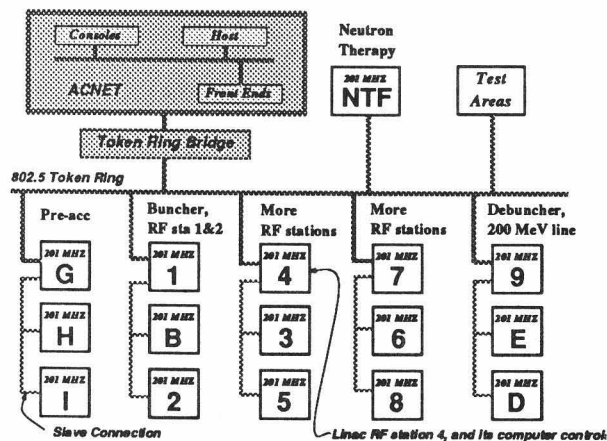 Consoles
Host
ACNET
Front Ends
Token Ring Bridge
Neutron
Therapy
201 MHZ
NTF
Test
Areas
802.5 Token Ring
Pre-acc
Buncher,
RF sta 1&2
More
RF stations
More
RF stations
Debuncher,
200 MeV line
201 MHZ
G
201 MHZ
1
201 MHZ
4
201 MHZ
7
201 MHZ
9
201 MHZ
H
201 MHZ
B
201 MHZ
3
201 MHZ
6
201 MHZ
E
201 MHZ
I
201 MHZ
2
201 MHZ
5
201 MHZ
8
201 MHZ
D
Slave Connection
Linac RF station 4, and its computer control